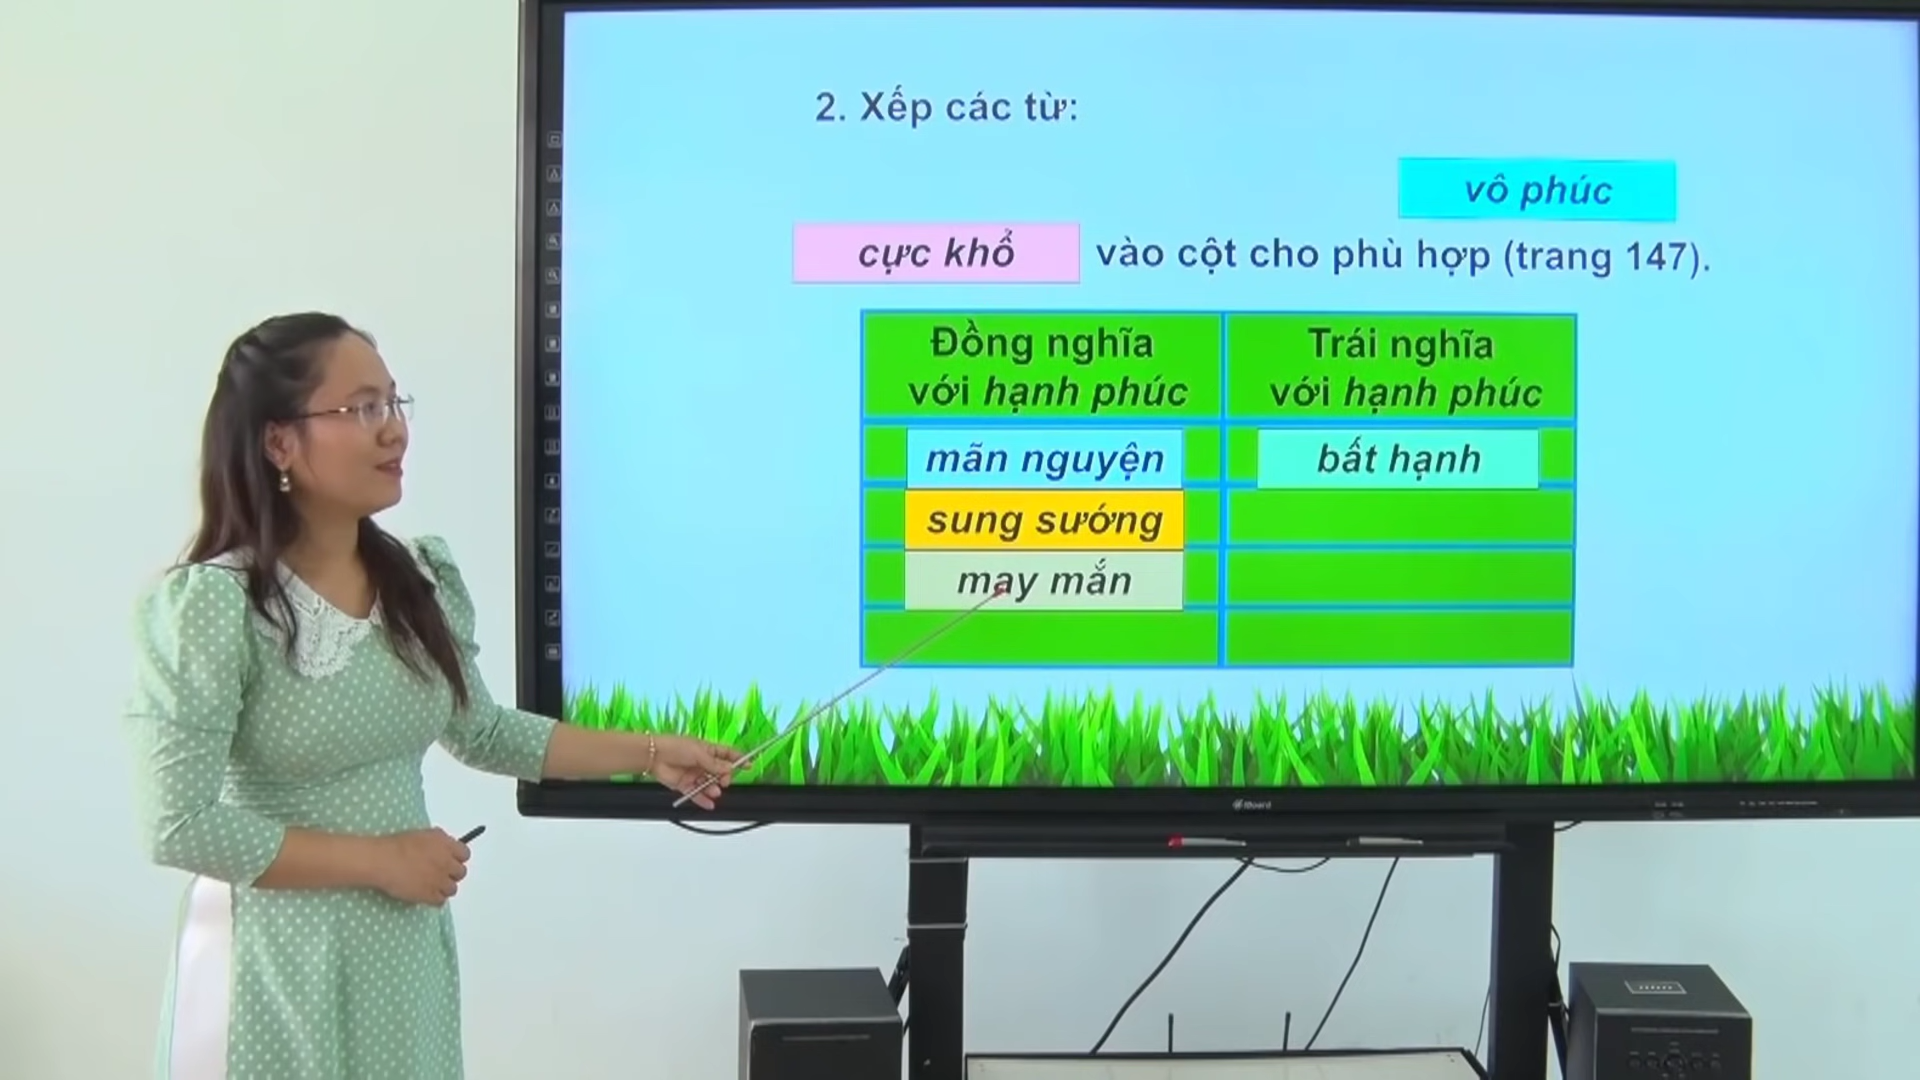 2. Xếp các từ:
vô phúc
cực khổ vào cột cho phù hợp (trang 147).
Đồng nghĩa
với hạnh phúc
Trái nghĩa
với hạnh phúc
mãn nguyện
bất hạnh
sung sướng
may mắn